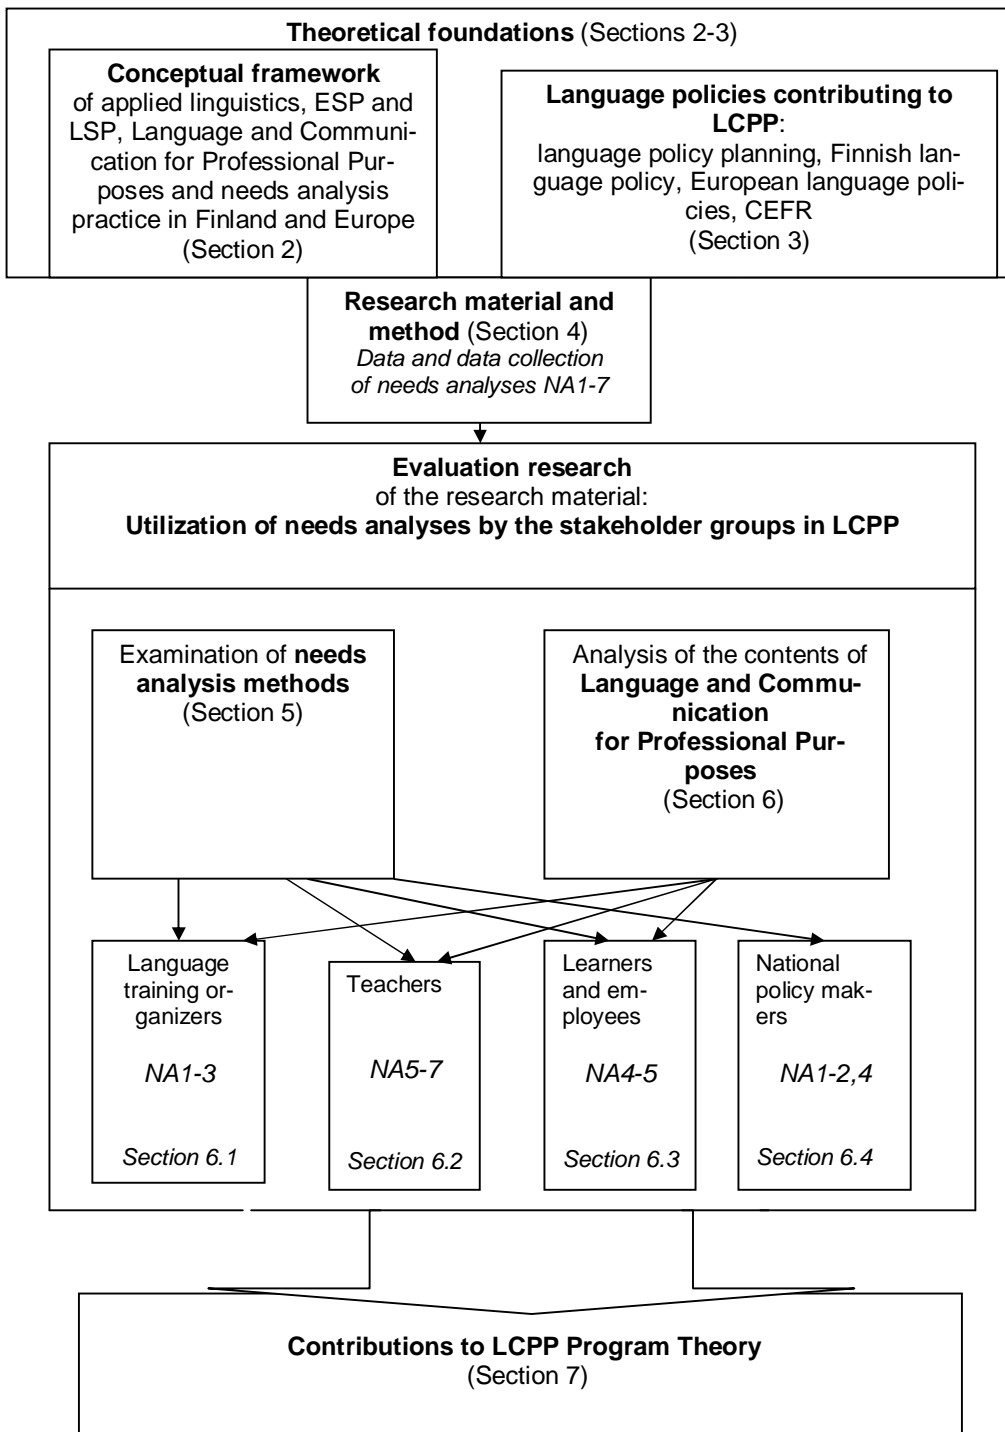 Theoretical foundations (Sections 2-3)
Conceptual framework
of applied linguistics, ESP and
LSP, Language and Communi-
cation for Professional Pur-
poses and needs analysis
practice in Finland and Europe
(Section 2)
Language policies contributing to
LCPP:
language policy planning, Finnish lan-
guage policy, European language poli-
cies, CEFR
(Section 3)
Research material and
method (Section 4)
Data and data collection
of needs analyses NA1-7
Evaluation research
of the research material:
Utilization of needs analyses by the stakeholder groups in LCPP
Examination of needs
analysis methods
(Section 5)
Analysis of the contents of
Language and Commu-
nication
for Professional Pur-
poses
(Section 6)
Language
training or-
ganizers
NA1-3
Section 6.1
Teachers
NA5-7
Section 6.2
Learners
and em-
ployees
NA4-5
Section 6.3
National
policy mak-
ers
NA1-2,4
Section 6.4
Contributions to LCPP Program Theory
(Section 7)